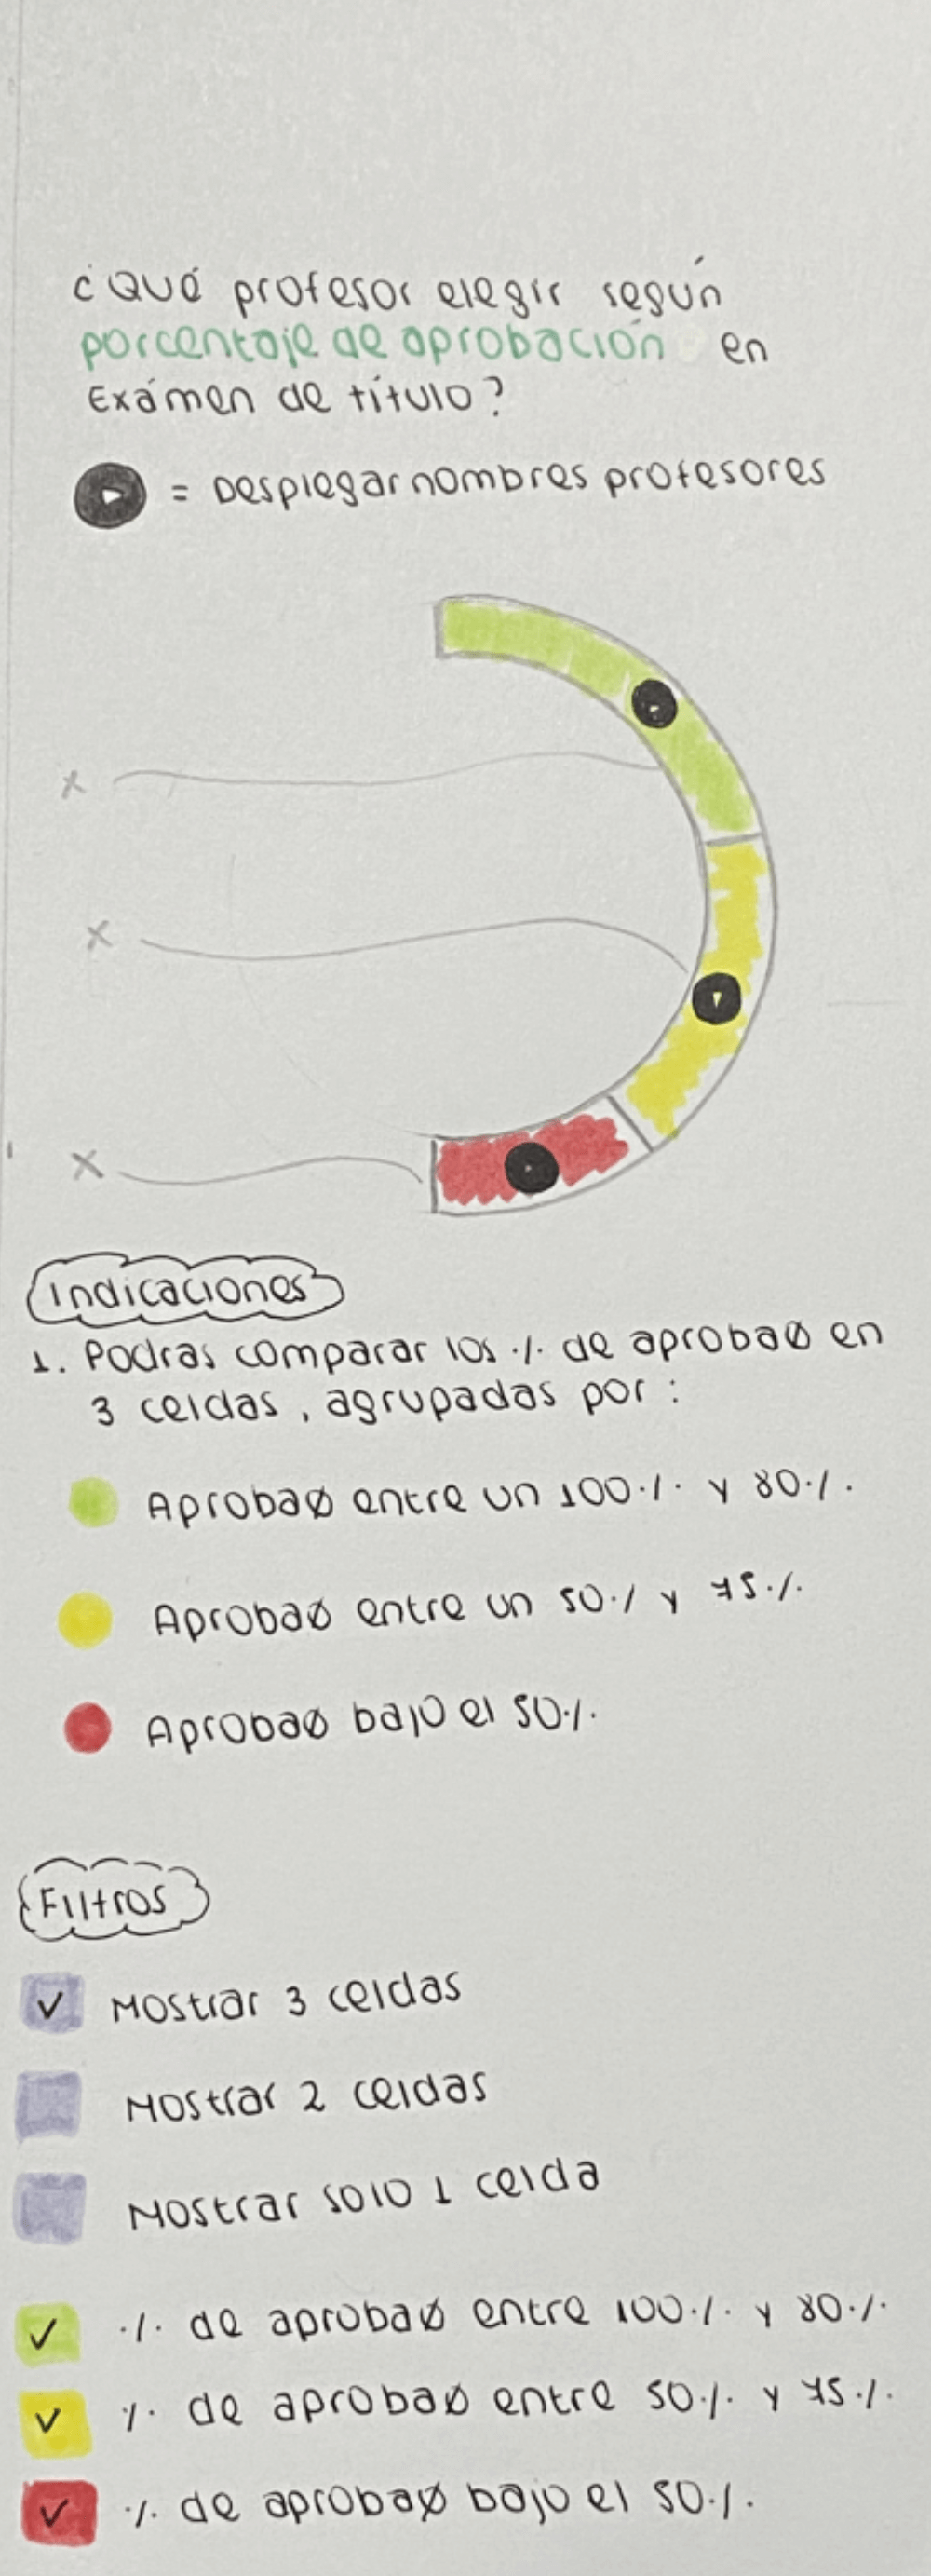 ¿Qué profesor elegir según
porcentaje de aprobación en
Exámen de título?
= Desplegar nombres profesores
x
x
x
Indicaciones
1. Podras comparar los % de aprobaø en
3 celdas, agrupadas por:
Aprobaø entre un 100% y 80%.
Aprobaø entre un 50% y 75%.
Aprobaø bajo el 50%.
Filtros
✓ Mostrar 3 celdas
Mostrar 2 celdas
Mostrar solo 1 celda
✓ % de aprobaø entre 100% y 80%.
✓ % de aprobaø entre 50% y 75%.
✓ % de aprobaø bajo el 50%.